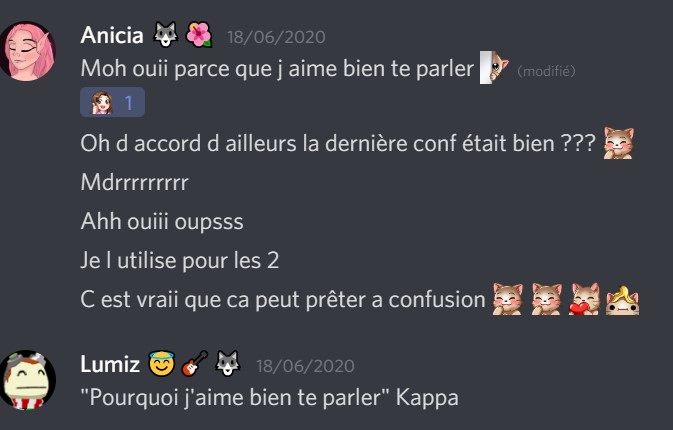 Anicia 🐺 🌺 18/06/2020
Moh ouii parce que j aime bien te parler (modifié)
1
Oh d accord d ailleurs la dernière conf était bien ???
Mdrrrrrrrrr
Ahh ouiii oupsss
Je l utilise pour les 2
C est vraii que ca peut prêter a confusion
Lumiz 😇 🎸 🐺 18/06/2020
"Pourquoi j'aime bien te parler" Kappa